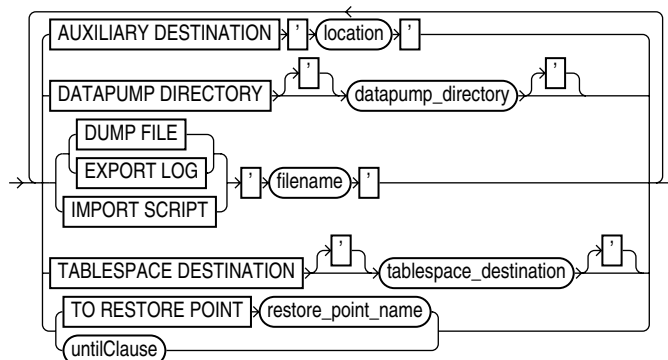 AUXILIARY DESTINATION ' location '
DATAPUMP DIRECTORY ' datapump_directory '
DUMP FILE
EXPORT LOG ' filename '
IMPORT SCRIPT
TABLESPACE DESTINATION ' tablespace_destination '
TO RESTORE POINT restore_point_name
untilClause